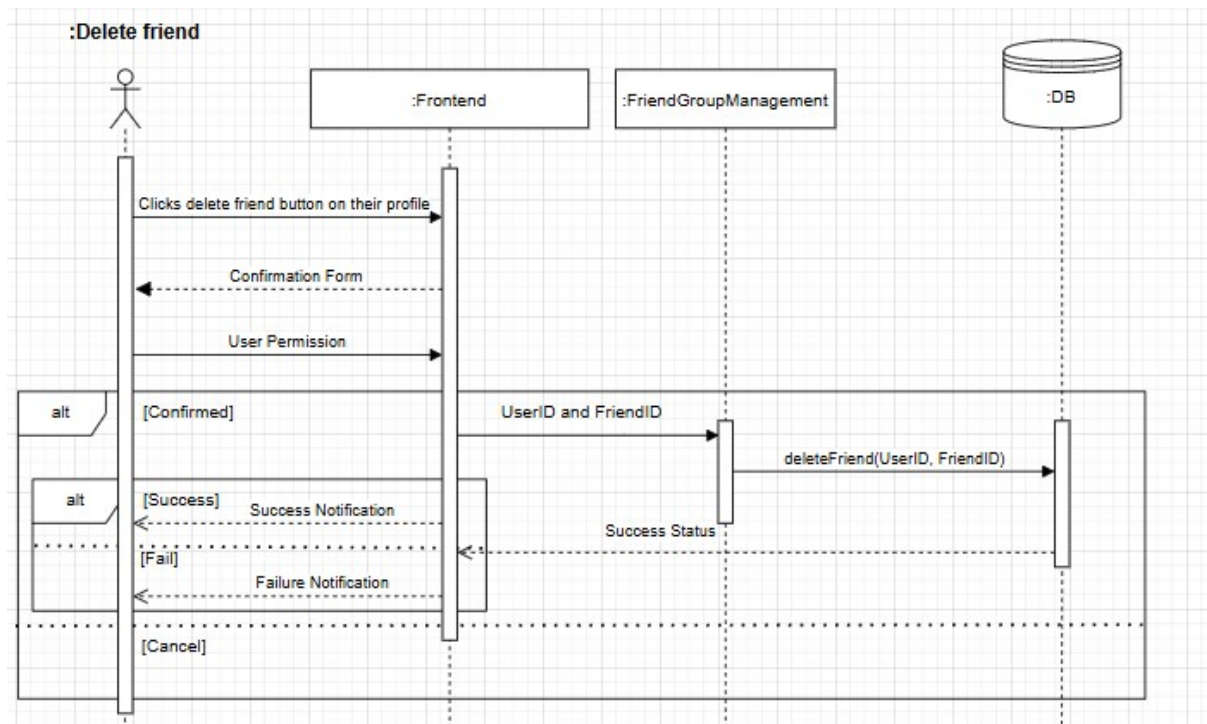 :Delete friend
:Frontend
:FriendGroupManagement
:DB
Clicks delete friend button on their profile
Confirmation Form
User Permission
alt
[Confirmed]
UserID and FriendID
deleteFriend(UserID, FriendID)
alt
[Success]
Success Notification
Success Status
[Fail]
Failure Notification
[Cancel]